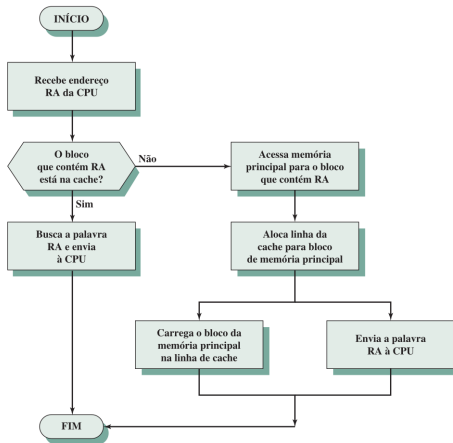 INÍCIO
Recebe endereço
RA da CPU
O bloco
que contém RA
está na cache?
Não
Acessa memória
principal para o bloco
que contém RA
Sim
Busca a palavra
RA e envia
à CPU
Aloca linha da
cache para bloco
de memória principal
Carrega o bloco da
memória principal
na linha de cache
Envia a palavra
RA à CPU
FIM